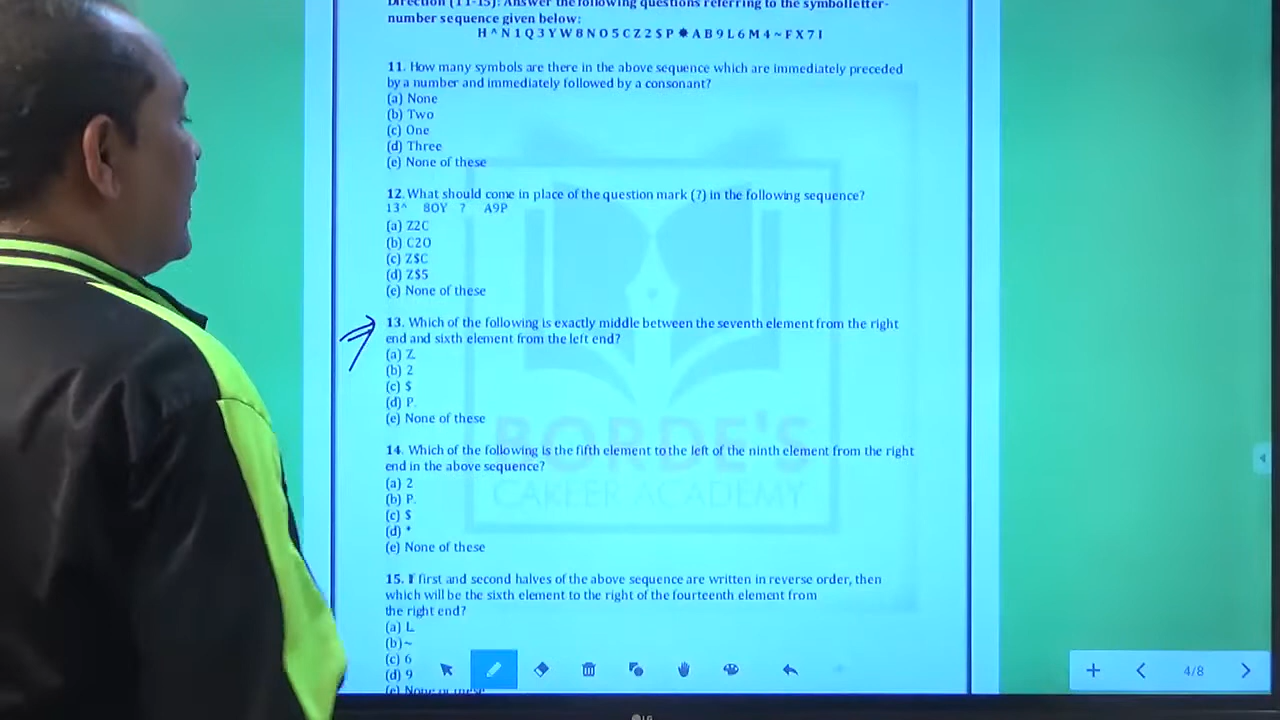 Direction (11-15): Answer the following questions referring to the symbolletter-
number sequence given below:
H ^ N 1 Q 3 Y W 8 N O 5 C Z 2 $ P ✸ A B 9 L 6 M 4 ~ F X 7 I
11. How many symbols are there in the above sequence which are immediately preceded
by a number and immediately followed by a consonant?
(a) None
(b) Two
(c) One
(d) Three
(e) None of these
12. What should come in place of the question mark (?) in the following sequence?
13^ 8OY ? A9P
(a) Z2C
(b) C2O
(c) Z$C
(d) Z$5
(e) None of these
13. Which of the following is exactly middle between the seventh element from the right
end and sixth element from the left end?
(a) Z
(b) 2
(c) $
(d) P.
(e) None of these
14. Which of the following is the fifth element to the left of the ninth element from the right
end in the above sequence?
(a) 2
(b) P.
(c) $
(d) *
(e) None of these
15. If first and second halves of the above sequence are written in reverse order, then
which will be the sixth element to the right of the fourteenth element from
the right end?
(a) L
(b) ~
(c) 6
(d) 9
(e) None of these
BORDE'S
CAREER ACADEMY
4/8
LG